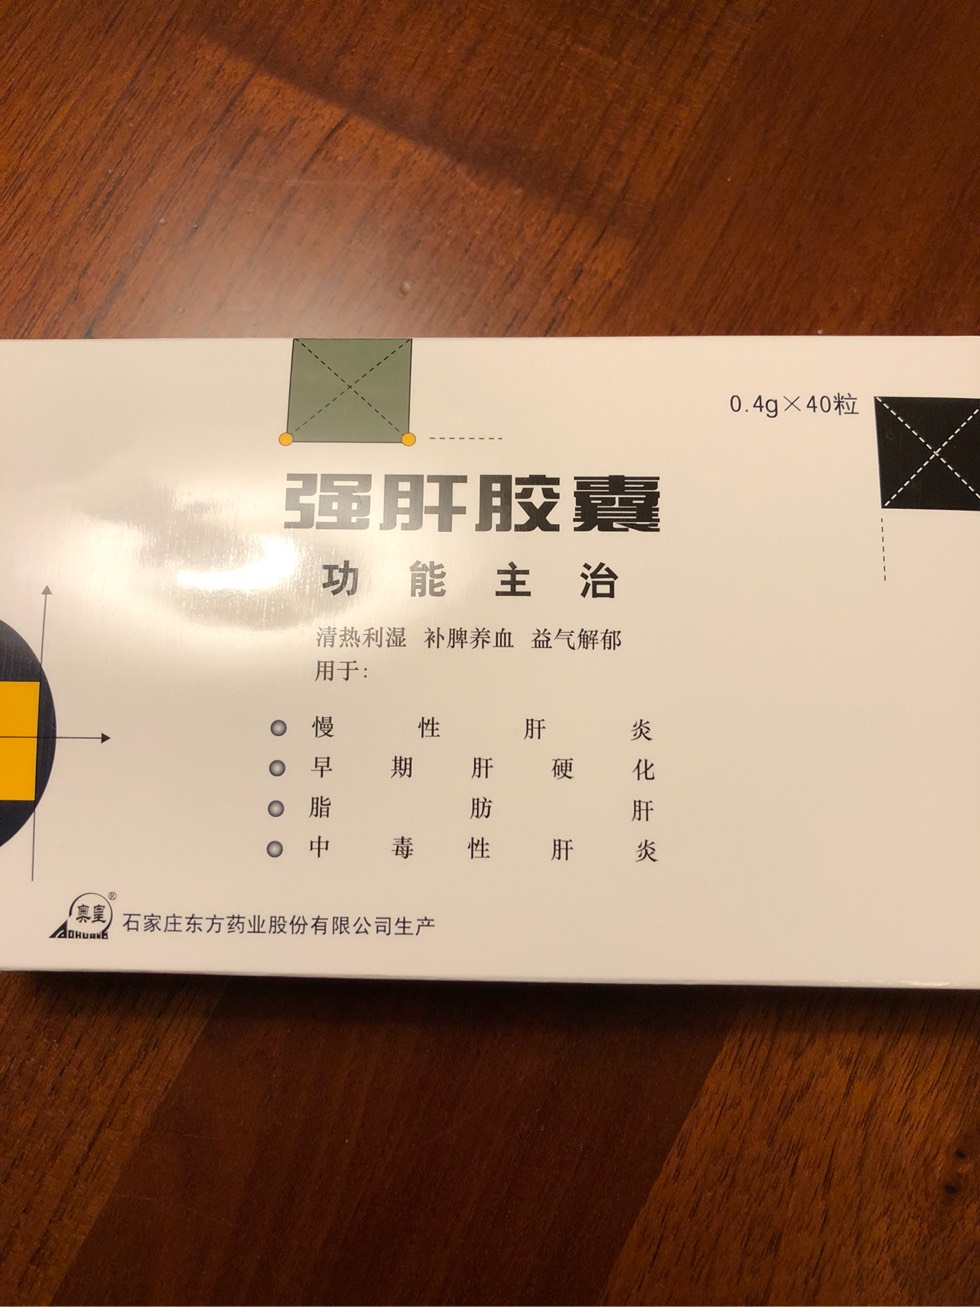 0.4g×40粒
强肝胶囊
功能主治
清热利湿 补脾养血 益气解郁
用于:
慢性肝炎
早期肝硬化
脂肪肝
中毒性肝炎
奥皇®
AOHUANG
石家庄东方药业股份有限公司生产